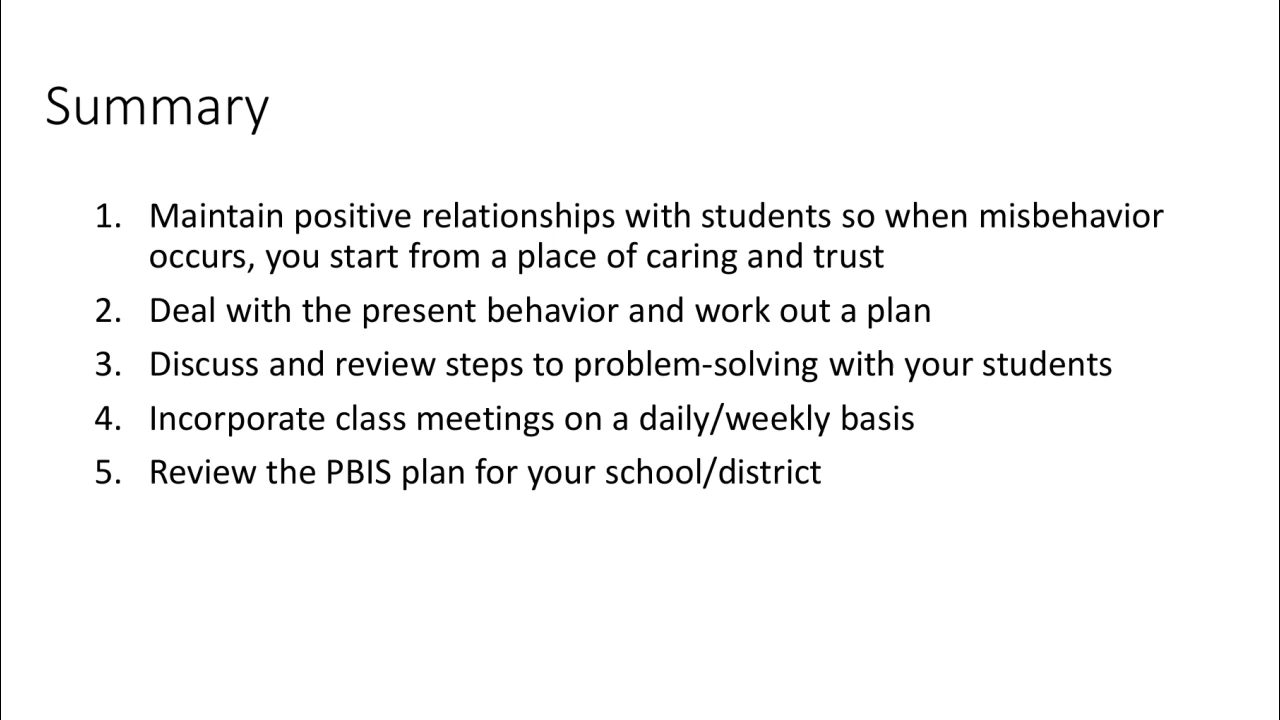 Summary
1. Maintain positive relationships with students so when misbehavior
occurs, you start from a place of caring and trust
2. Deal with the present behavior and work out a plan
3. Discuss and review steps to problem-solving with your students
4. Incorporate class meetings on a daily/weekly basis
5. Review the PBIS plan for your school/district